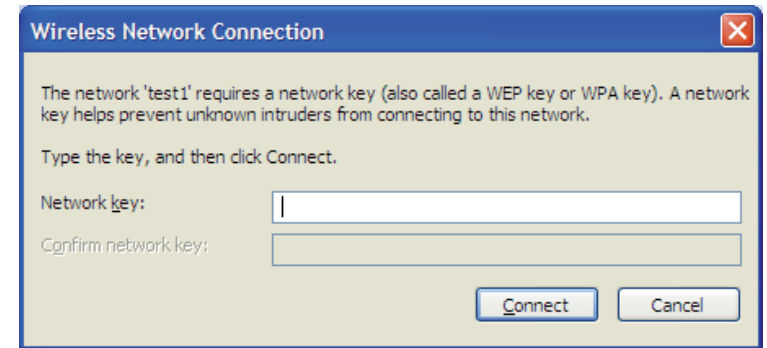 Wireless Network Connection
The network 'test1' requires a network key (also called a WEP key or WPA key). A network
key helps prevent unknown intruders from connecting to this network.
Type the key, and then click Connect.
Network key:
Confirm network key:
Connect Cancel